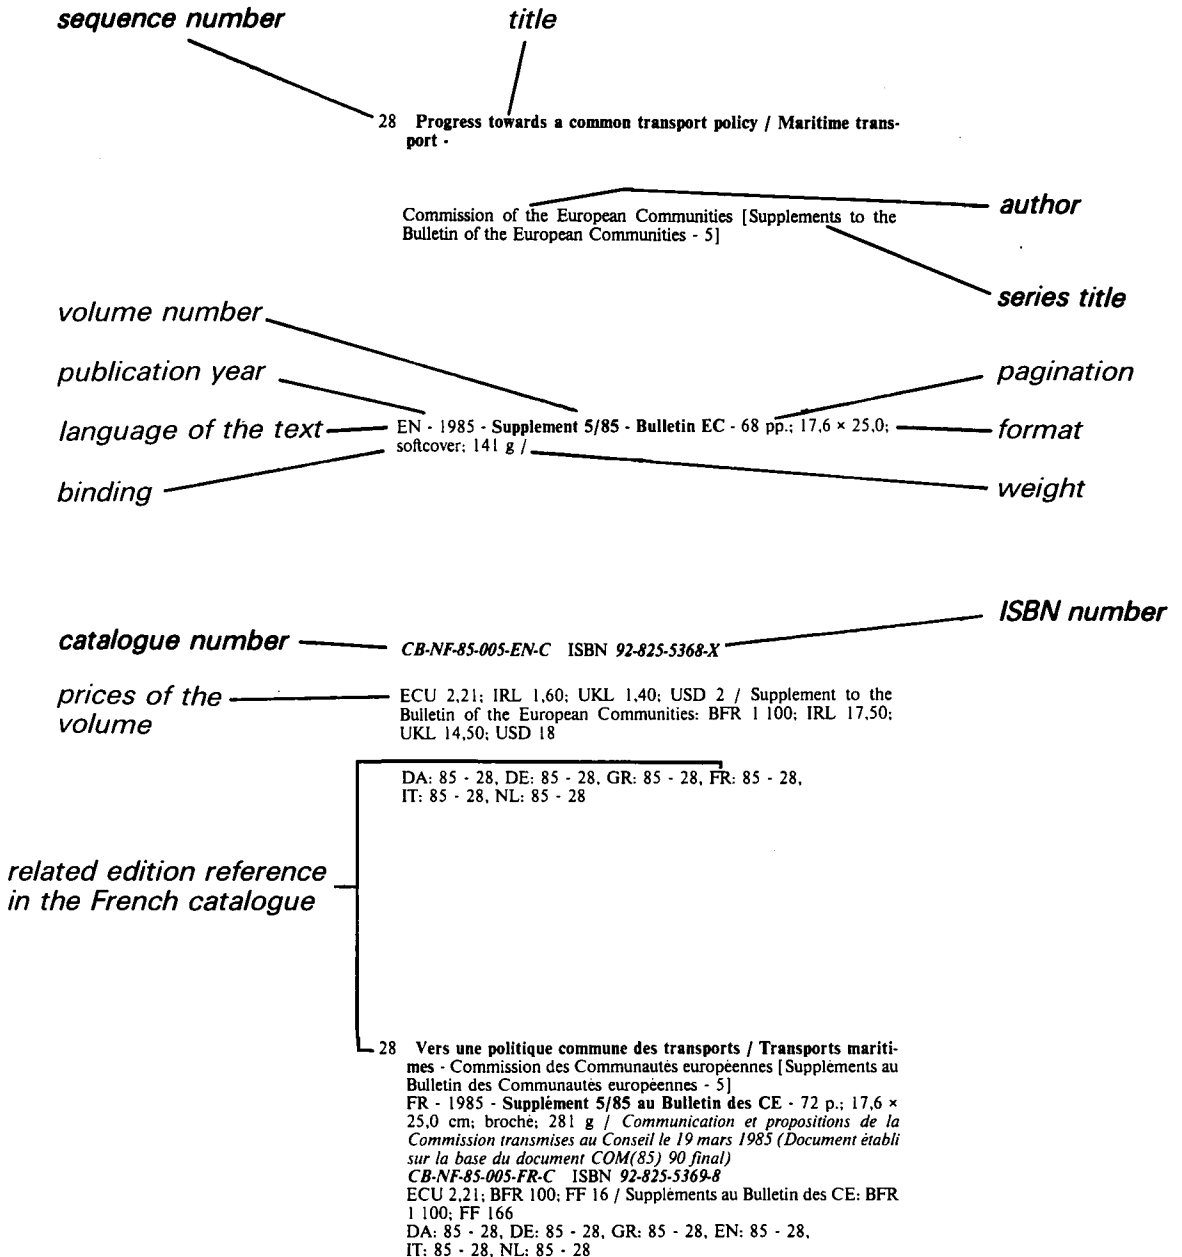 sequence number
title
28 Progress towards a common transport policy / Maritime trans-
port -
Commission of the European Communities [Supplements to the
Bulletin of the European Communities - 5]
author
series title
volume number
publication year
pagination
language of the text
EN - 1985 - Supplement 5/85 - Bulletin EC - 68 pp.; 17,6 × 25,0;
softcover; 141 g /
format
binding
weight
ISBN number
catalogue number
CB-NF-85-005-EN-C ISBN 92-825-5368-X
prices of the
volume
ECU 2,21; IRL 1,60; UKL 1,40; USD 2 / Supplement to the
Bulletin of the European Communities: BFR 1 100; IRL 17,50;
UKL 14,50; USD 18
DA: 85 - 28, DE: 85 - 28, GR: 85 - 28, FR: 85 - 28,
IT: 85 - 28, NL: 85 - 28
related edition reference
in the French catalogue
28 Vers une politique commune des transports / Transports mariti-
mes - Commission des Communautés européennes [Suppléments au
Bulletin des Communautés européennes - 5]
FR - 1985 - Supplément 5/85 au Bulletin des CE - 72 p.; 17,6 ×
25,0 cm; broché; 281 g / Communication et propositions de la
Commission transmises au Conseil le 19 mars 1985 (Document établi
sur la base du document COM(85) 90 final)
CB-NF-85-005-FR-C ISBN 92-825-5369-8
ECU 2,21; BFR 100; FF 16 / Suppléments au Bulletin des CE: BFR
1 100; FF 166
DA: 85 - 28, DE: 85 - 28, GR: 85 - 28, EN: 85 - 28,
IT: 85 - 28, NL: 85 - 28